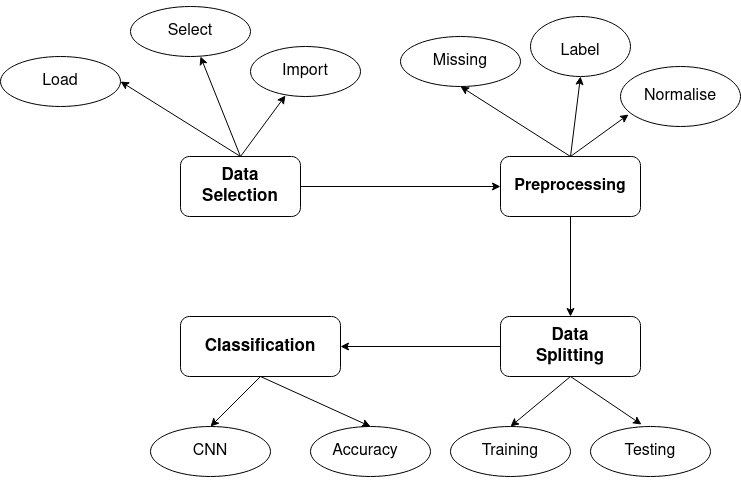 Select
Load
Import
Missing
Label
Normalise
Data
Selection
Preprocessing
Classification
Data
Splitting
CNN
Accuracy
Training
Testing